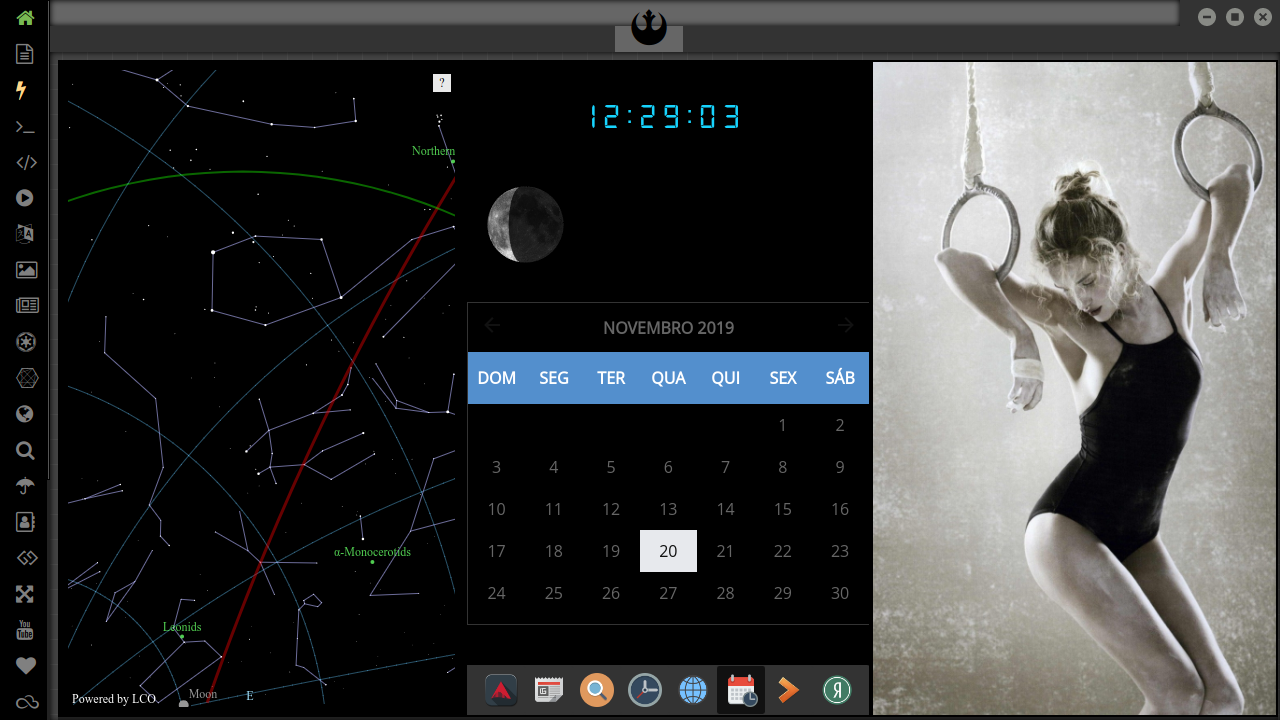 ?
Northern
α-Monocerotids
Leonids
Moon
E
Powered by LCO
12:29:03
NOVEMBRO 2019
DOM SEG TER QUA QUI SEX SÁB
1 2
3 4 5 6 7 8 9
10 11 12 13 14 15 16
17 18 19 20 21 22 23
24 25 26 27 28 29 30
You
Tube
Я